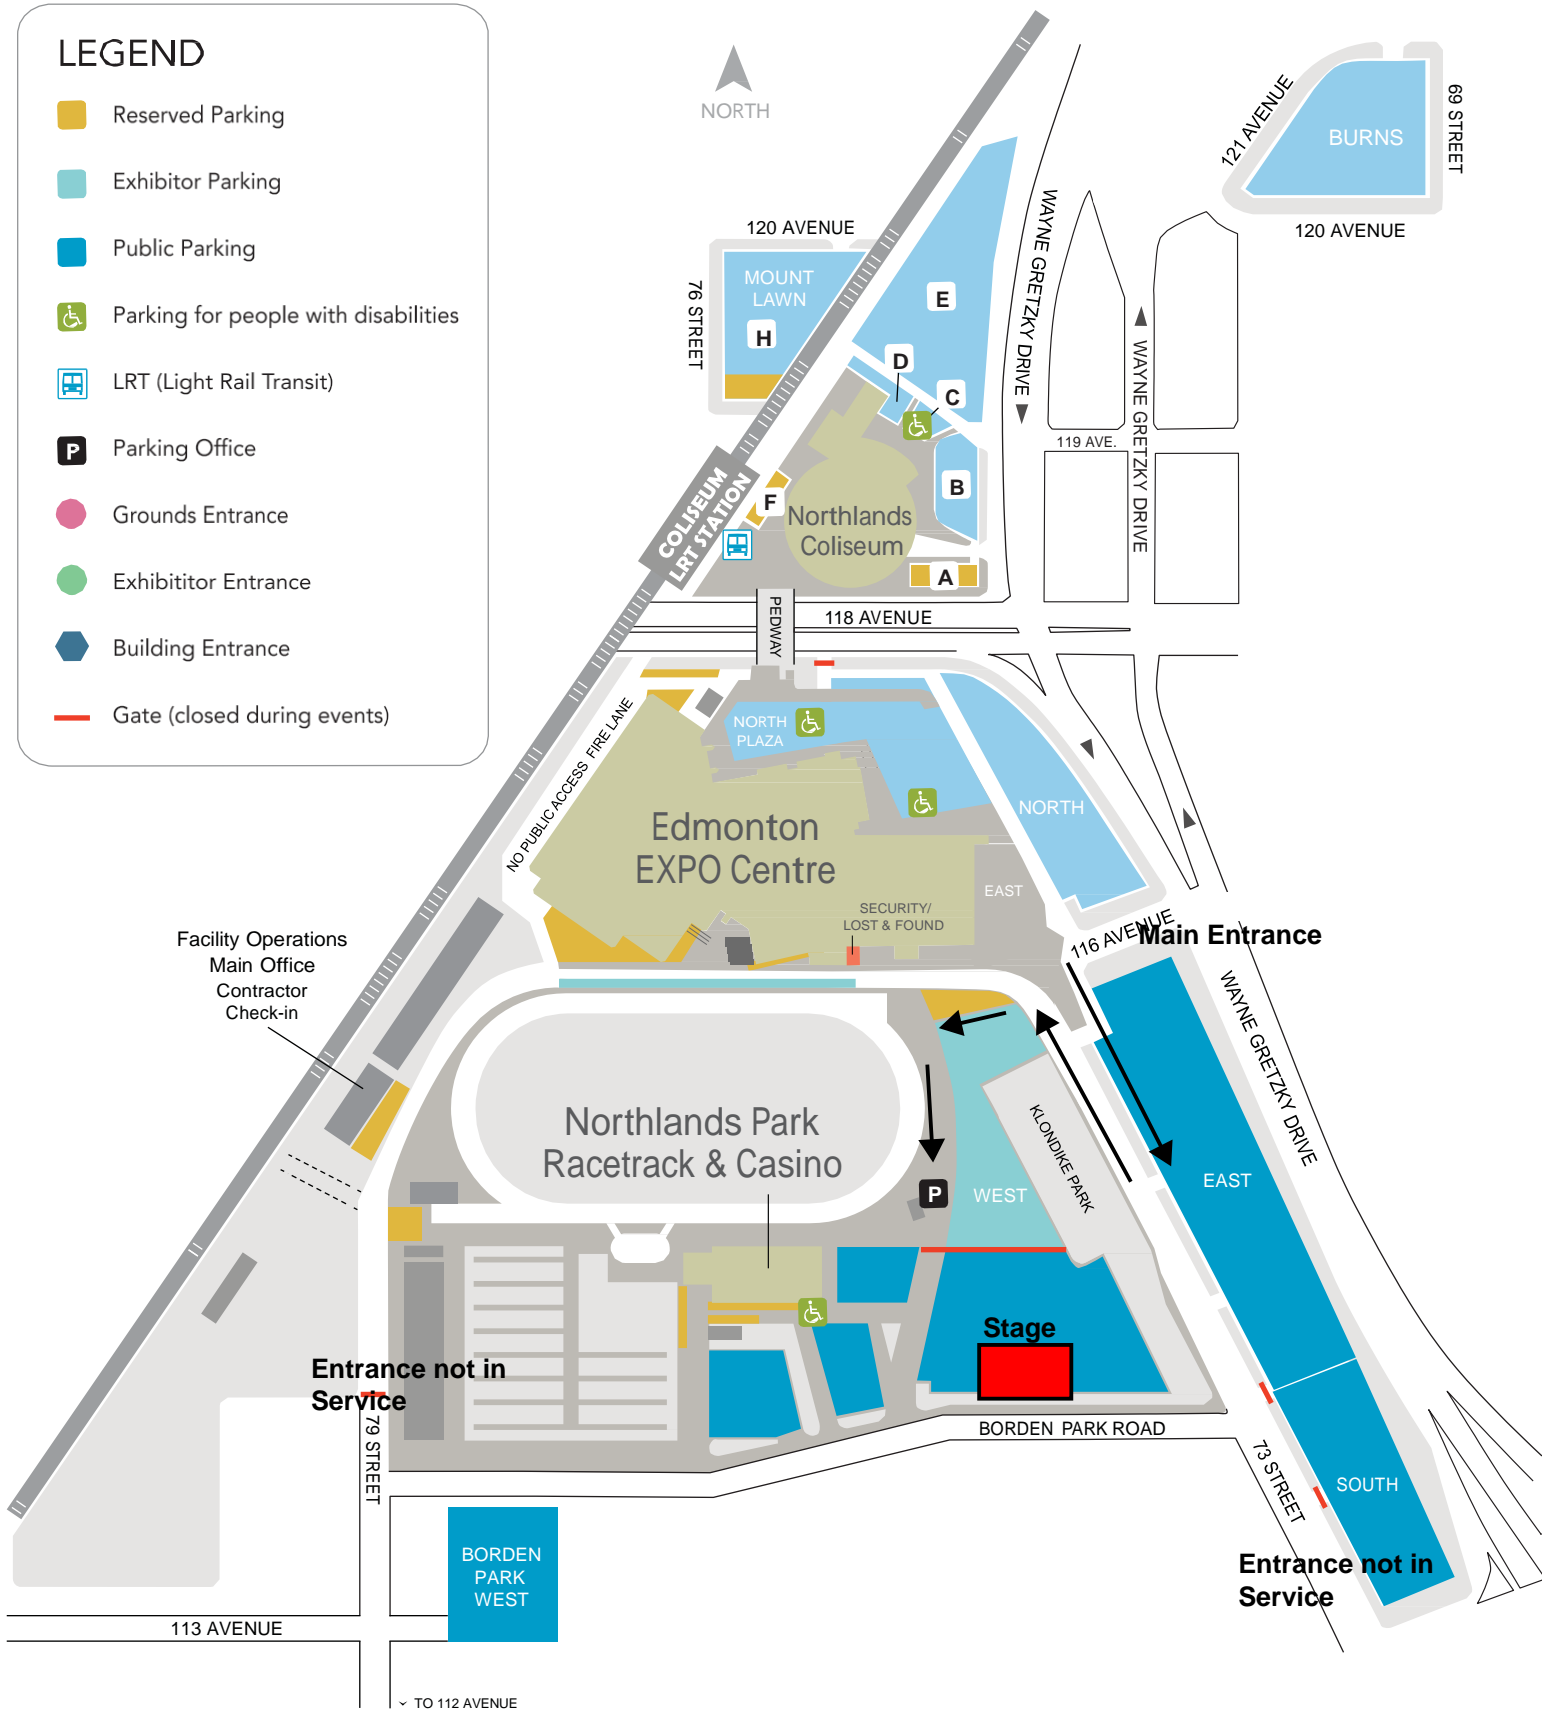 LEGEND
Reserved Parking
Exhibitor Parking
Public Parking
Parking for people with disabilities
LRT (Light Rail Transit)
P
Parking Office
Grounds Entrance
Exhibititor Entrance
Building Entrance
Gate (closed during events)
NORTH
121 AVENUE
BURNS
69 STREET
120 AVENUE
120 AVENUE
76 STREET
MOUNT
LAWN
H
E
D
C
B
F
A
WAYNE GRETZKY DRIVE
WAYNE GRETZKY DRIVE
119 AVE.
COLISEUM
LRT STATION
Northlands
Coliseum
PEDWAY
118 AVENUE
NO PUBLIC ACCESS FIRE LANE
NORTH
PLAZA
NORTH
Edmonton
EXPO Centre
EAST
SECURITY/
LOST & FOUND
116 AVENUE
Main Entrance
Facility Operations
Main Office
Contractor
Check-in
WAYNE GRETZKY DRIVE
Northlands Park
Racetrack & Casino
KLONDIKE PARK
P
WEST
EAST
Stage
Entrance not in
Service
79 STREET
BORDEN PARK ROAD
73 STREET
SOUTH
Entrance not in
Service
BORDEN
PARK
WEST
113 AVENUE
TO 112 AVENUE